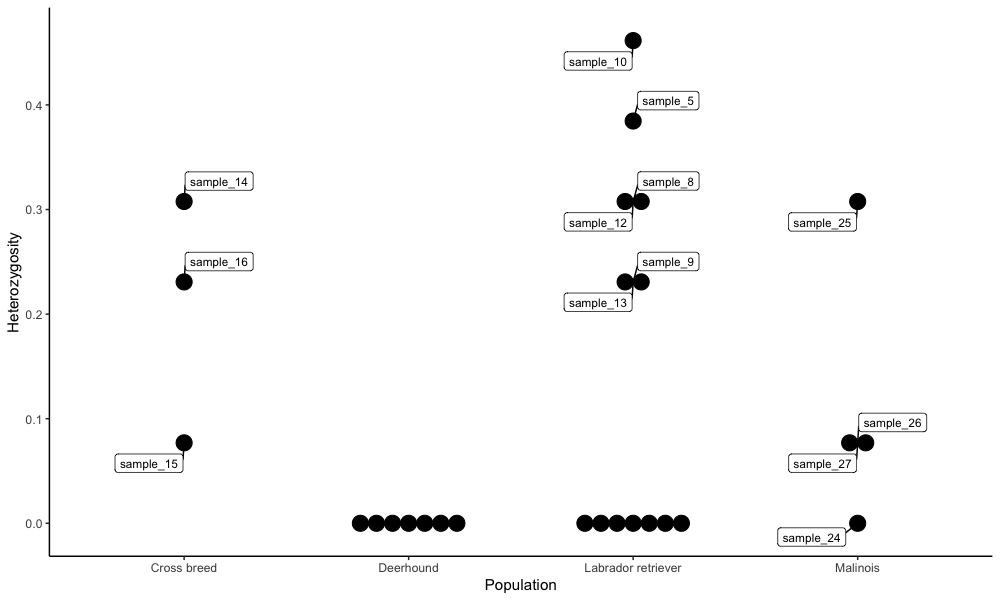 Heterozygosity
0.4
0.3
0.2
0.1
0.0
sample_10
sample_5
sample_14
sample_8
sample_12
sample_25
sample_16
sample_9
sample_13
sample_26
sample_15
sample_27
sample_24
Cross breed
Deerhound
Labrador retriever
Malinois
Population